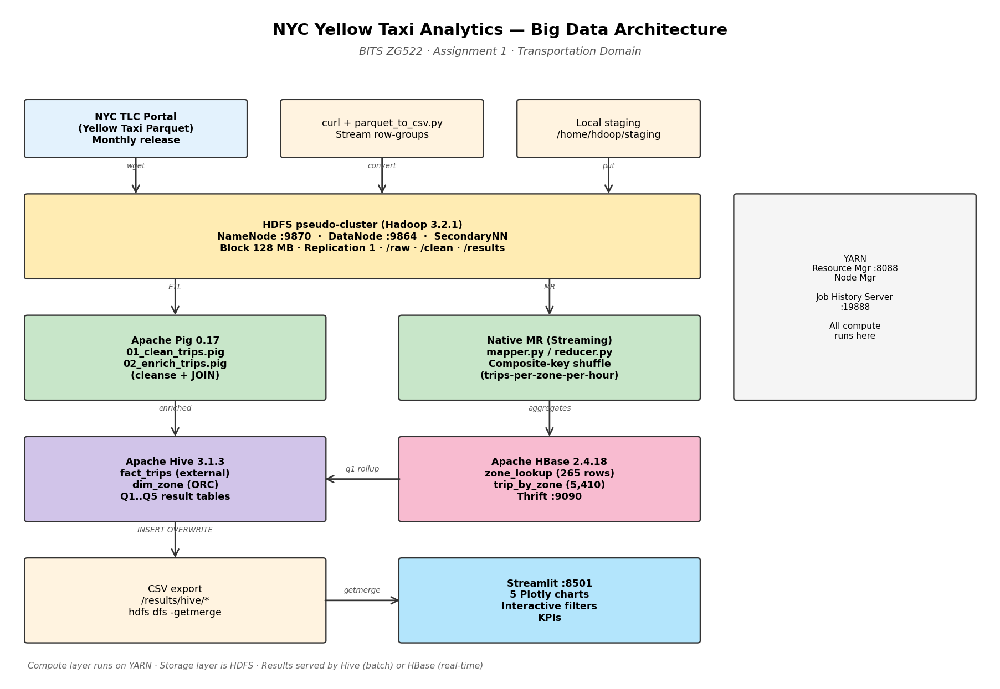 NYC Yellow Taxi Analytics — Big Data Architecture
BITS ZG522 · Assignment 1 · Transportation Domain
NYC TLC Portal
(Yellow Taxi Parquet)
Monthly release
curl + parquet_to_csv.py
Stream row-groups
Local staging
/home/hdoop/staging
wget
convert
put
HDFS pseudo-cluster (Hadoop 3.2.1)
NameNode :9870 · DataNode :9864 · SecondaryNN
Block 128 MB · Replication 1 · /raw · /clean · /results
YARN
Resource Mgr :8088
Node Mgr
Job History Server
:19888
All compute
runs here
ETL
MR
Apache Pig 0.17
01_clean_trips.pig
02_enrich_trips.pig
(cleanse + JOIN)
Native MR (Streaming)
mapper.py / reducer.py
Composite-key shuffle
(trips-per-zone-per-hour)
enriched
aggregates
Apache Hive 3.1.3
fact_trips (external)
dim_zone (ORC)
Q1..Q5 result tables
q1 rollup
Apache HBase 2.4.18
zone_lookup (265 rows)
trip_by_zone (5,410)
Thrift :9090
INSERT OVERWRITE
CSV export
/results/hive/*
hdfs dfs -getmerge
getmerge
Streamlit :8501
5 Plotly charts
Interactive filters
KPIs
Compute layer runs on YARN · Storage layer is HDFS · Results served by Hive (batch) or HBase (real-time)